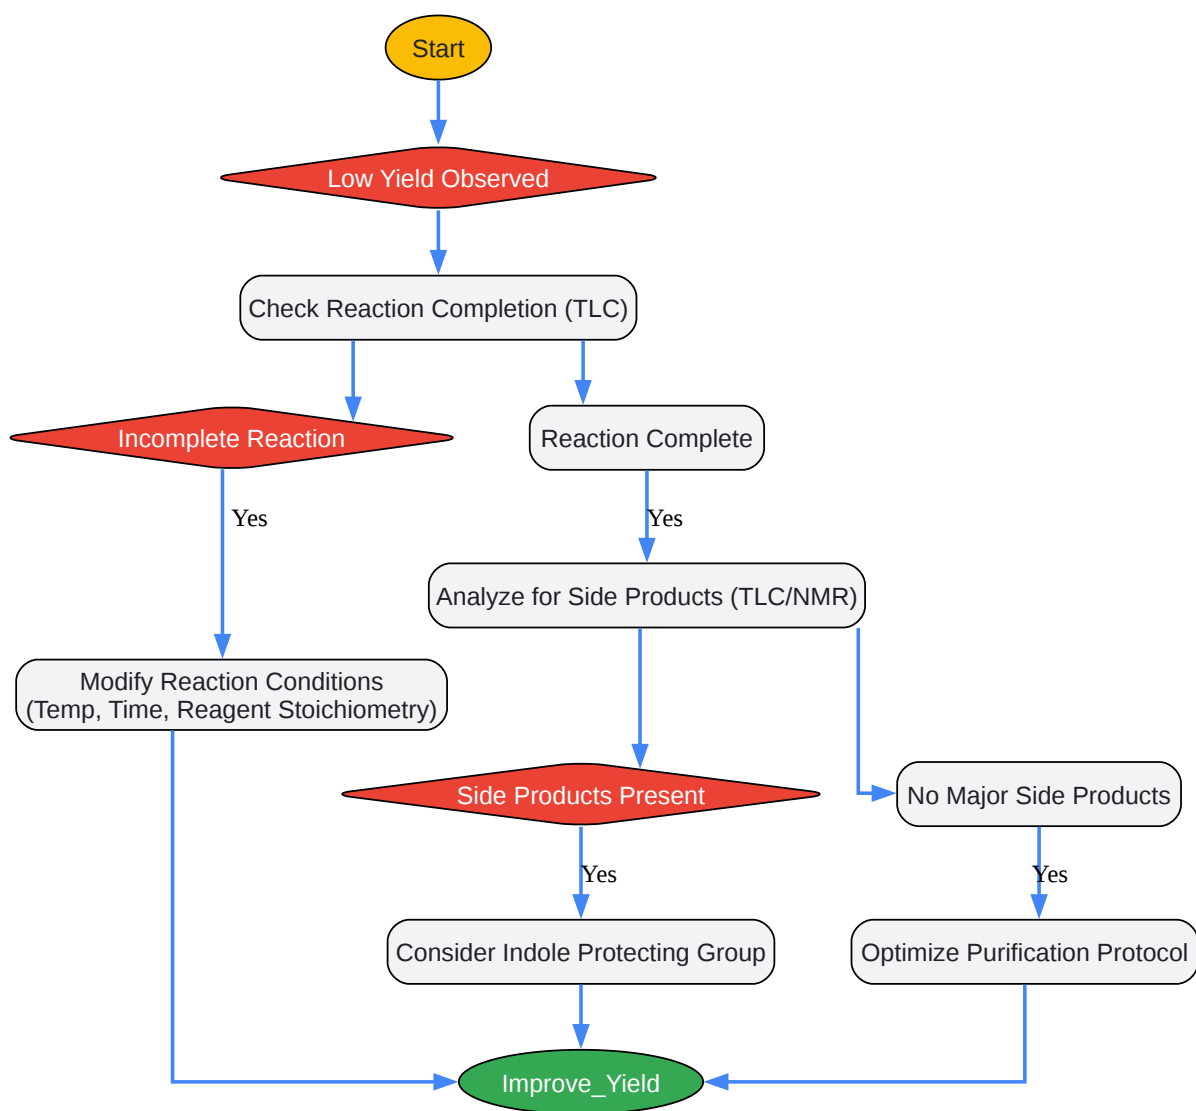 Start
Low Yield Observed
Check Reaction Completion (TLC)
Incomplete Reaction
Reaction Complete
Yes
Yes
Analyze for Side Products (TLC/NMR)
Modify Reaction Conditions
(Temp, Time, Reagent Stoichiometry)
Side Products Present
No Major Side Products
Yes
Yes
Consider Indole Protecting Group
Optimize Purification Protocol
Improve_Yield